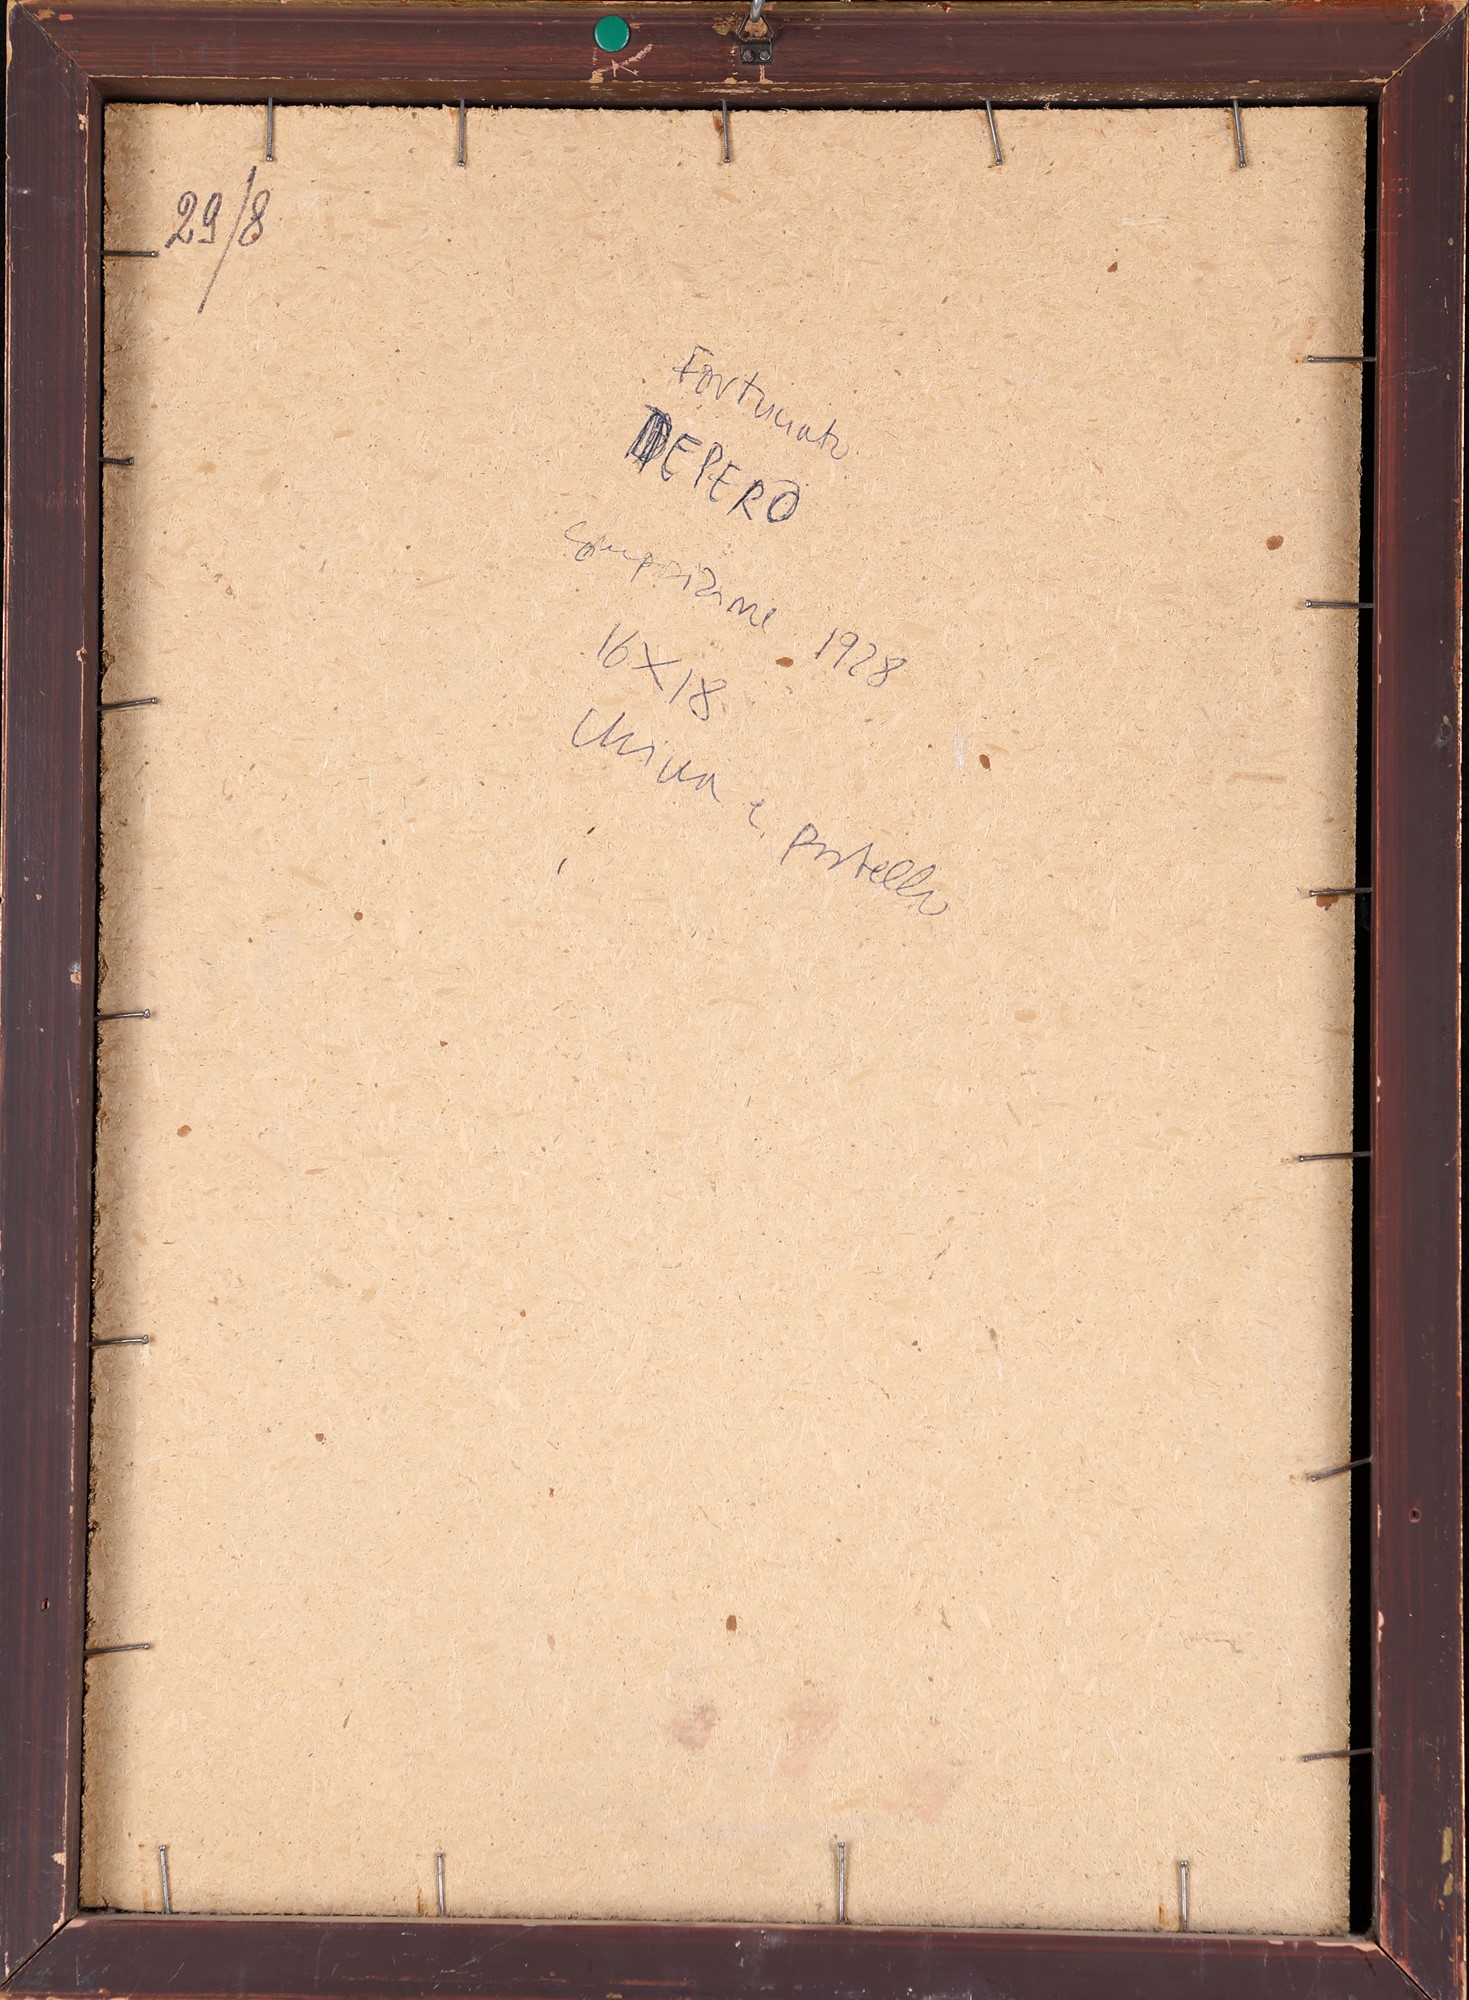 29/8
Fortunato
DEPERO
Composizione 1928
16X18
China e pastello